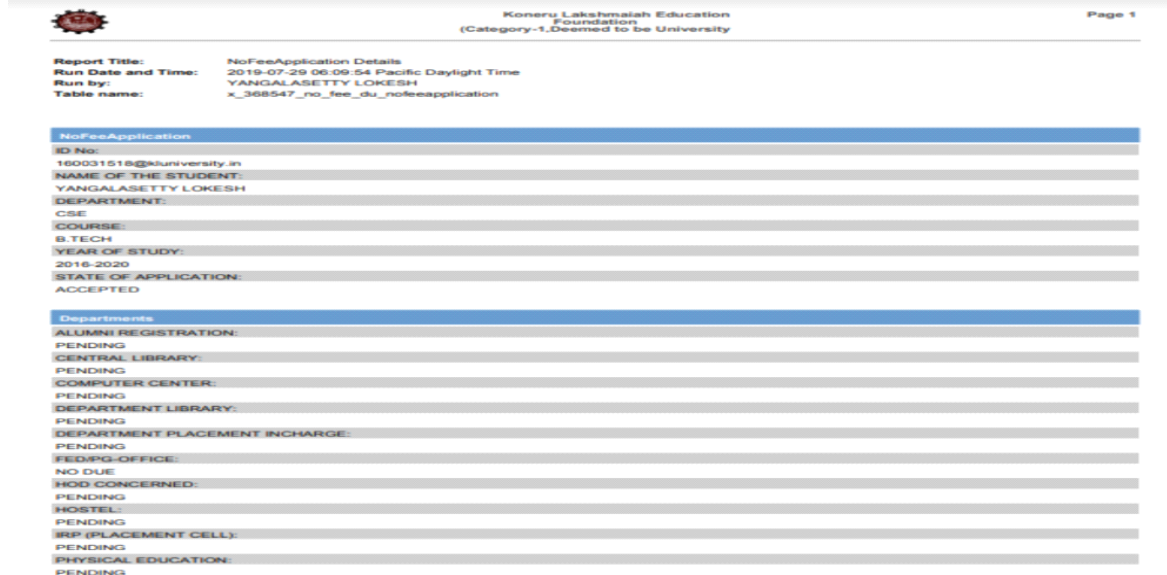 Koneru Lakshmaiah Education
Foundation
(Category-1,Deemed to be University
Page 1
Report Title: NoFeeApplication Details
Run Date and Time: 2019-07-29 06:09:54 Pacific Daylight Time
Run by: YANGALASETTY LOKESH
Table name: x_368547_no_fee_du_nofeeapplication
NoFeeApplication
ID No:
160031518@kluniversity.in
NAME OF THE STUDENT:
YANGALASETTY LOKESH
DEPARTMENT:
CSE
COURSE:
B.TECH
YEAR OF STUDY:
2016-2020
STATE OF APPLICATION:
ACCEPTED
Departments
ALUMNI REGISTRATION:
PENDING
CENTRAL LIBRARY:
PENDING
COMPUTER CENTER:
PENDING
DEPARTMENT LIBRARY:
PENDING
DEPARTMENT PLACEMENT INCHARGE:
PENDING
FED/PG-OFFICE:
NO DUE
HOD CONCERNED:
PENDING
HOSTEL:
PENDING
IRP (PLACEMENT CELL):
PENDING
PHYSICAL EDUCATION:
PENDING